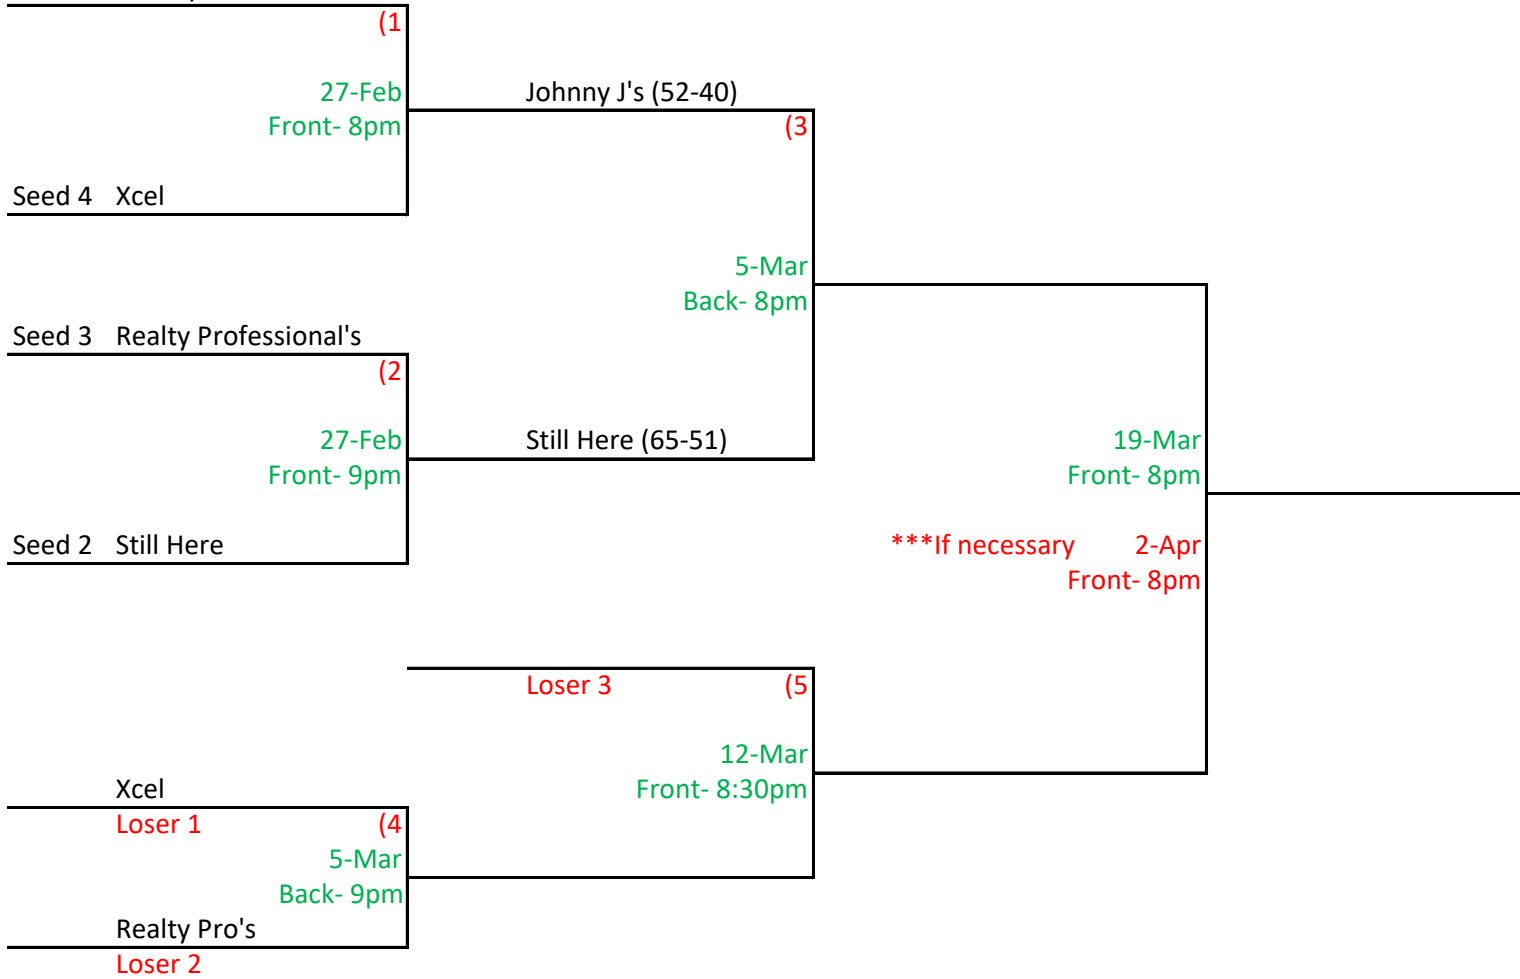 (1
27-Feb
Johnny J's (52-40)
Front- 8pm
(3
Seed 4 Xcel
5-Mar
Back- 8pm
Seed 3 Realty Professional's
(2
27-Feb
Still Here (65-51)
19-Mar
Front- 9pm
Front- 8pm
Seed 2 Still Here
***If necessary 2-Apr
Front- 8pm
Loser 3
(5
12-Mar
Xcel
Front- 8:30pm
Loser 1
(4
5-Mar
Back- 9pm
Realty Pro's
Loser 2